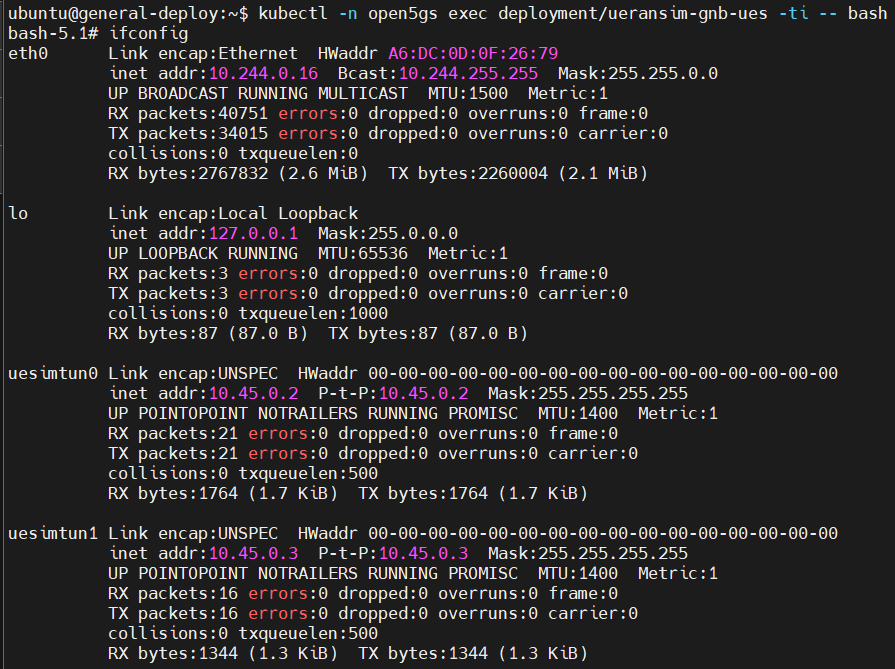 ubuntu@general-deploy:~$ kubectl -n open5gs exec deployment/ueransim-gnb-ues -ti -- bash
bash-5.1# ifconfig
eth0      Link encap:Ethernet  HWaddr A6:DC:0D:0F:26:79
          inet addr:10.244.0.16  Bcast:10.244.255.255  Mask:255.255.0.0
          UP BROADCAST RUNNING MULTICAST  MTU:1500  Metric:1
          RX packets:40751 errors:0 dropped:0 overruns:0 frame:0
          TX packets:34015 errors:0 dropped:0 overruns:0 carrier:0
          collisions:0 txqueuelen:0
          RX bytes:2767832 (2.6 MiB)  TX bytes:2260004 (2.1 MiB)

lo        Link encap:Local Loopback
          inet addr:127.0.0.1  Mask:255.0.0.0
          UP LOOPBACK RUNNING  MTU:65536  Metric:1
          RX packets:3 errors:0 dropped:0 overruns:0 frame:0
          TX packets:3 errors:0 dropped:0 overruns:0 carrier:0
          collisions:0 txqueuelen:1000
          RX bytes:87 (87.0 B)  TX bytes:87 (87.0 B)

uesimtun0 Link encap:UNSPEC  HWaddr 00-00-00-00-00-00-00-00-00-00-00-00-00-00-00-00
          inet addr:10.45.0.2  P-t-P:10.45.0.2  Mask:255.255.255.255
          UP POINTOPOINT NOTRAILERS RUNNING PROMISC  MTU:1400  Metric:1
          RX packets:21 errors:0 dropped:0 overruns:0 frame:0
          TX packets:21 errors:0 dropped:0 overruns:0 carrier:0
          collisions:0 txqueuelen:500
          RX bytes:1764 (1.7 KiB)  TX bytes:1764 (1.7 KiB)

uesimtun1 Link encap:UNSPEC  HWaddr 00-00-00-00-00-00-00-00-00-00-00-00-00-00-00-00
          inet addr:10.45.0.3  P-t-P:10.45.0.3  Mask:255.255.255.255
          UP POINTOPOINT NOTRAILERS RUNNING PROMISC  MTU:1400  Metric:1
          RX packets:16 errors:0 dropped:0 overruns:0 frame:0
          TX packets:16 errors:0 dropped:0 overruns:0 carrier:0
          collisions:0 txqueuelen:500
          RX bytes:1344 (1.3 KiB)  TX bytes:1344 (1.3 KiB)